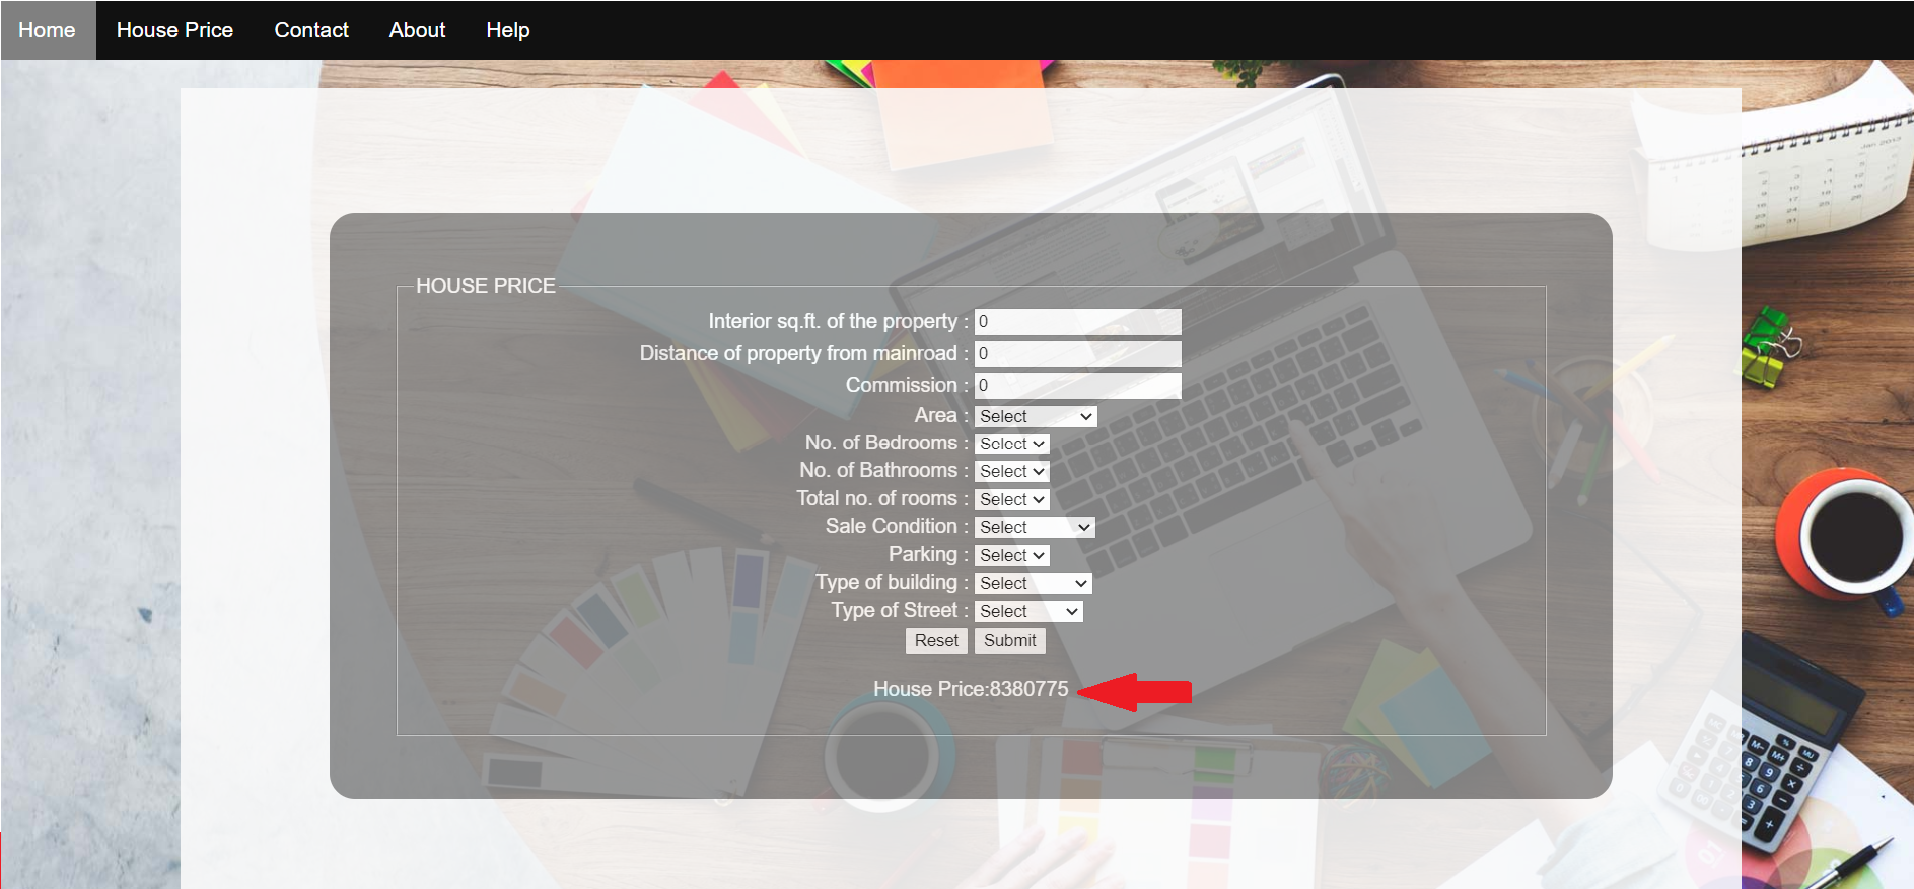 Home House Price Contact About Help
HOUSE PRICE
Interior sq.ft. of the property : 0
Distance of property from mainroad : 0
Commission : 0
Area : Select
No. of Bedrooms : Select
No. of Bathrooms : Select
Total no. of rooms : Select
Sale Condition : Select
Parking : Select
Type of building : Select
Type of Street : Select
Reset Submit
House Price:8380775